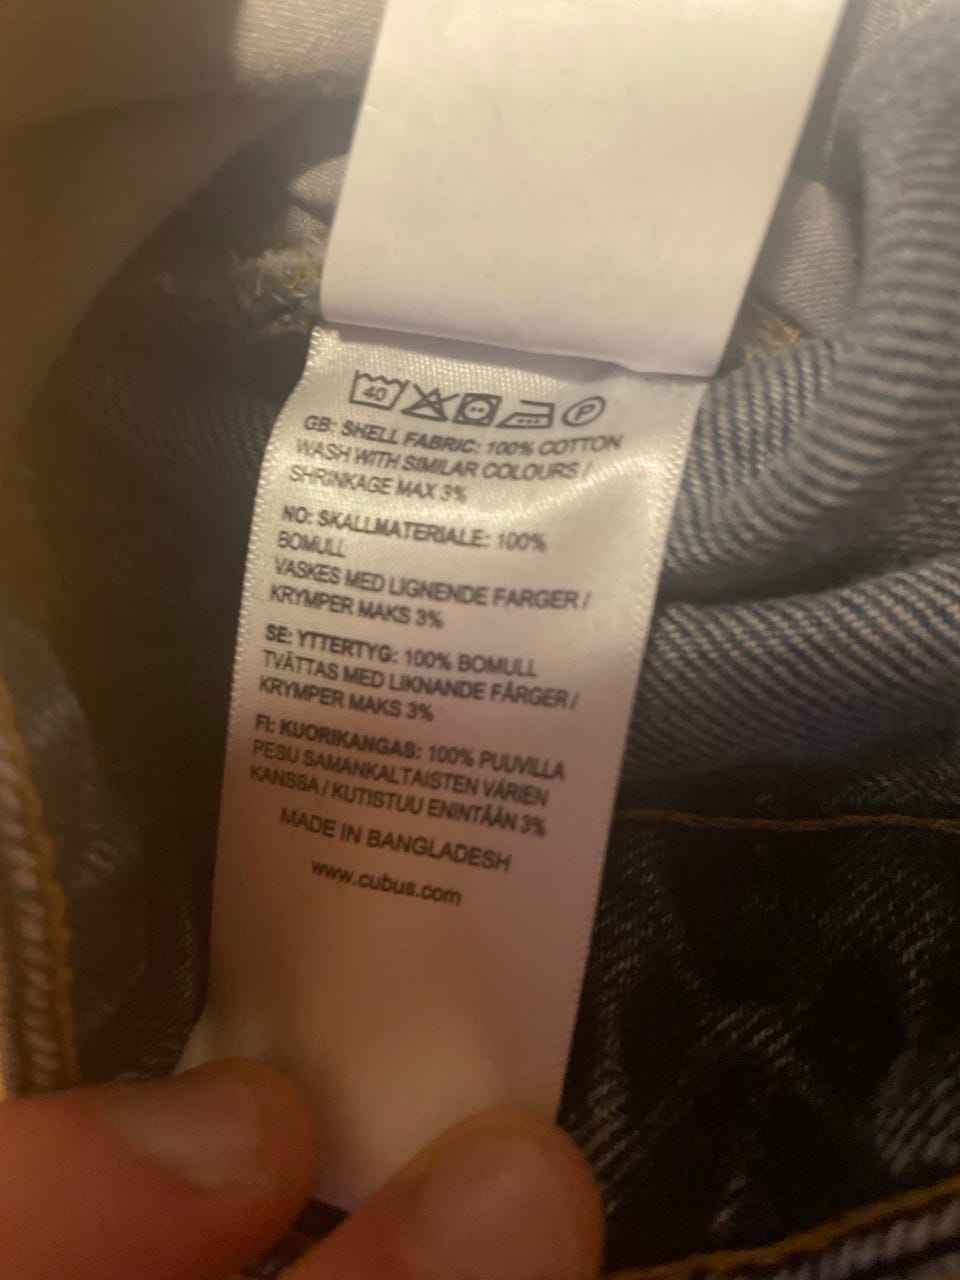 40 P
GB: SHELL FABRIC: 100% COTTON
WASH WITH SIMILAR COLOURS /
SHRINKAGE MAX 3%
NO: SKALLMATERIALE: 100%
BOMULL
VASKES MED LIGNENDE FARGER /
KRYMPER MAKS 3%
SE: YTTERTYG: 100% BOMULL
TVÄTTAS MED LIKNANDE FÄRGER /
KRYMPER MAKS 3%
FI: KUORIKANGAS: 100% PUUVILLA
PESU SAMANKALTAISTEN VÄRIEN
KANSSA / KUTISTUU ENINTÄÄN 3%
MADE IN BANGLADESH
www.cubus.com